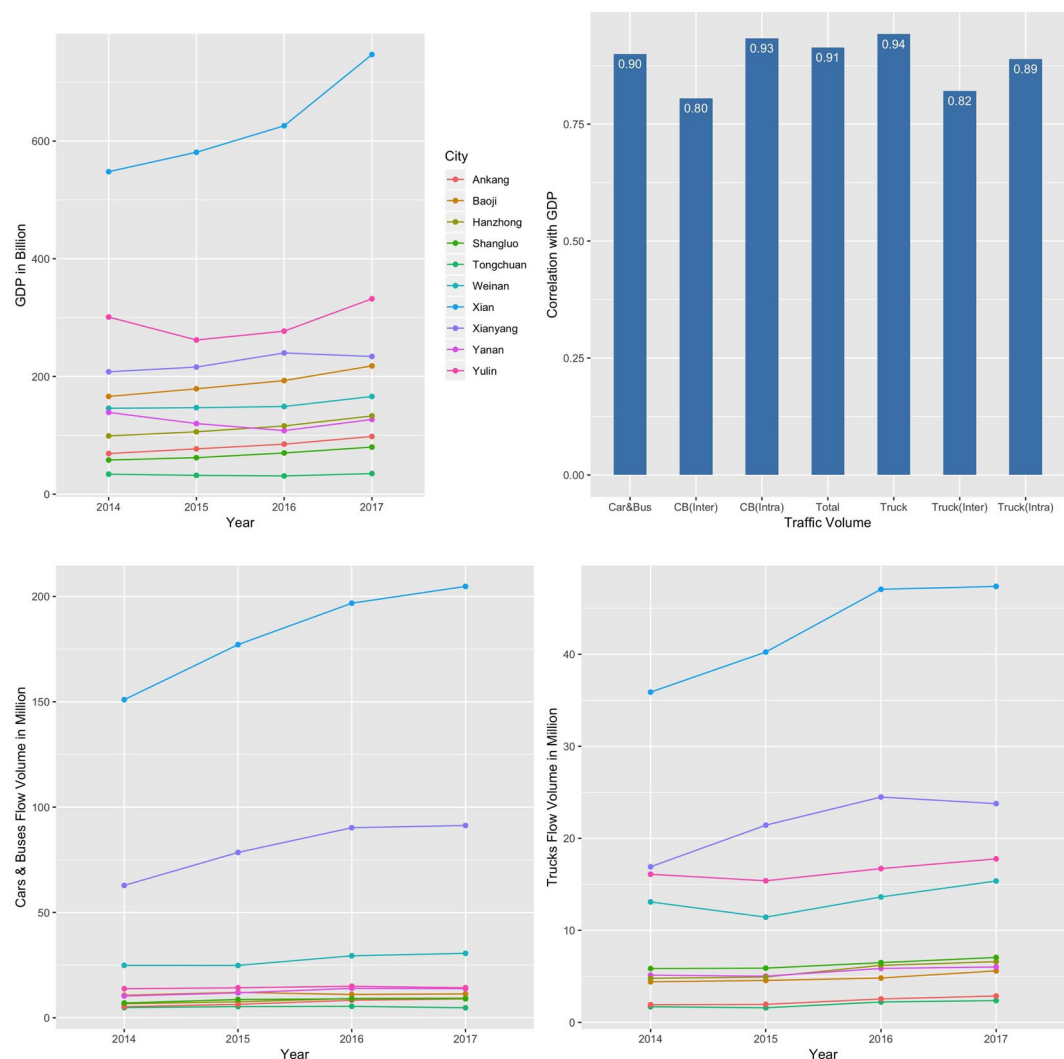 GDP in Billion
600
400
200
0
2014 2015 2016 2017
Year
City
Ankang
Baoji
Hanzhong
Shangluo
Tongchuan
Weinan
Xian
Xianyang
Yanan
Yulin
Correlation with GDP
0.75
0.50
0.25
0.00
0.90 0.80 0.93 0.91 0.94 0.82 0.89
Car&Bus CB(Inter) CB(Intra) Total Truck Truck(Inter) Truck(Intra)
Traffic Volume
Cars & Buses Flow Volume in Million
200
150
100
50
0
2014 2015 2016 2017
Year
Trucks Flow Volume in Million
40
30
20
10
0
2014 2015 2016 2017
Year